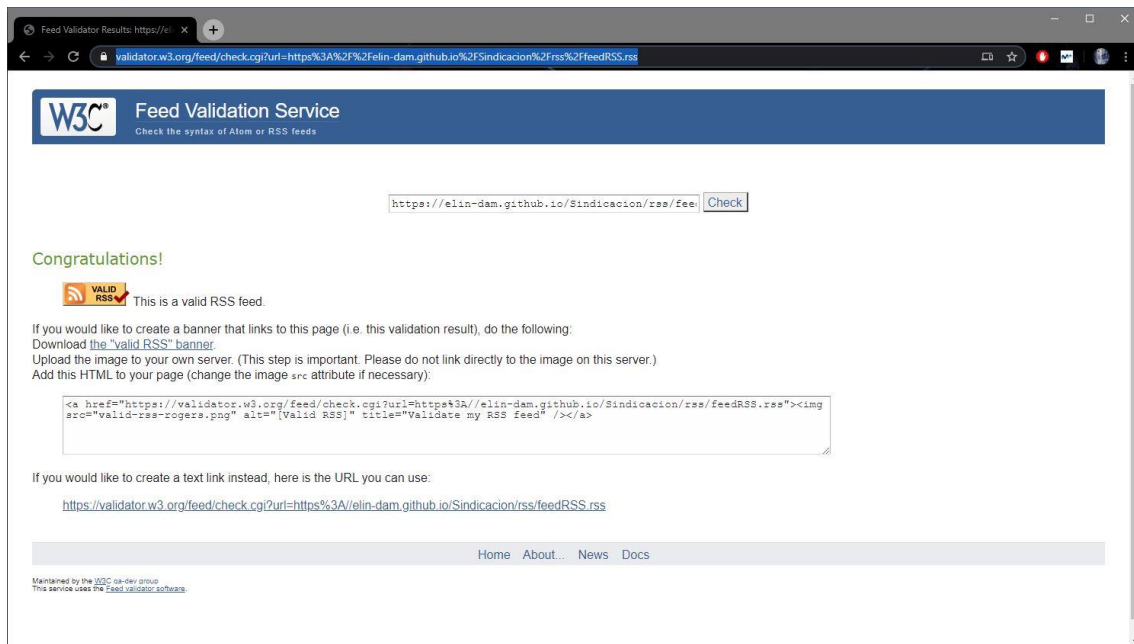 Feed Validator Results: https://el
validator.w3.org/feed/check.cgi?url=https%3A%2F%2Felin-dam.github.io%2FSindicacion%2Frss%2FfeedRSS.rss
W3C®
Feed Validation Service
Check the syntax of Atom or RSS feeds
https://elin-dam.github.io/Sindicacion/rss/fee
Check
Congratulations!
VALID
RSS
This is a valid RSS feed.
If you would like to create a banner that links to this page (i.e. this validation result), do the following:
Download the "valid RSS" banner.
Upload the image to your own server. (This step is important. Please do not link directly to the image on this server.)
Add this HTML to your page (change the image src attribute if necessary):
<a href="https://validator.w3.org/feed/check.cgi?url=https%3A//elin-dam.github.io/Sindicacion/rss/feedRSS.rss"><img
src="valid-rss-rogers.png" alt="[Valid RSS]" title="Validate my RSS feed" /></a>
If you would like to create a text link instead, here is the URL you can use:
https://validator.w3.org/feed/check.cgi?url=https%3A//elin-dam.github.io/Sindicacion/rss/feedRSS.rss
Home About... News Docs
Maintained by the W3C qa-dev group
This service uses the Feed validator software.